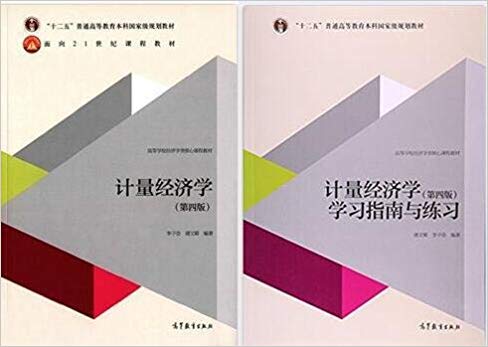 “十二五”普通高等教育本科国家级规划教材
面向21世纪课程教材
高等学校经济学类核心课程教材
计量经济学
(第四版)
李子奈 潘文卿 编著
高等教育出版社
“十二五”普通高等教育本科国家级规划教材
高等学校经济学类核心课程教材
计量经济学(第四版)
学习指南与练习
潘文卿 李子奈 编著
高等教育出版社